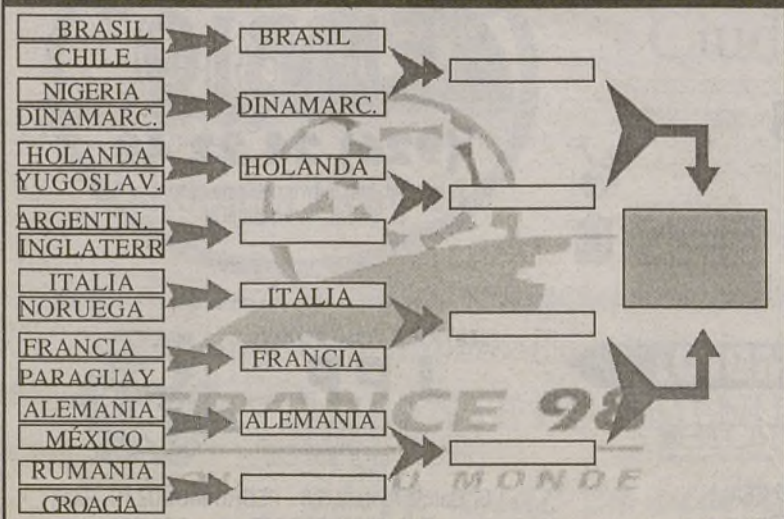 BRASIL
CHILE
NIGERIA
DINAMARC.
HOLANDA
YUGOSLAV.
ARGENTIN.
INGLATERR
ITALIA
NORUEGA
FRANCIA
PARAGUAY
ALEMANIA
MÉXICO
RUMANIA
CROACIA
BRASIL
DINAMARC.
HOLANDA
ITALIA
FRANCIA
ALEMANIA
FRANCE 98
MONDE